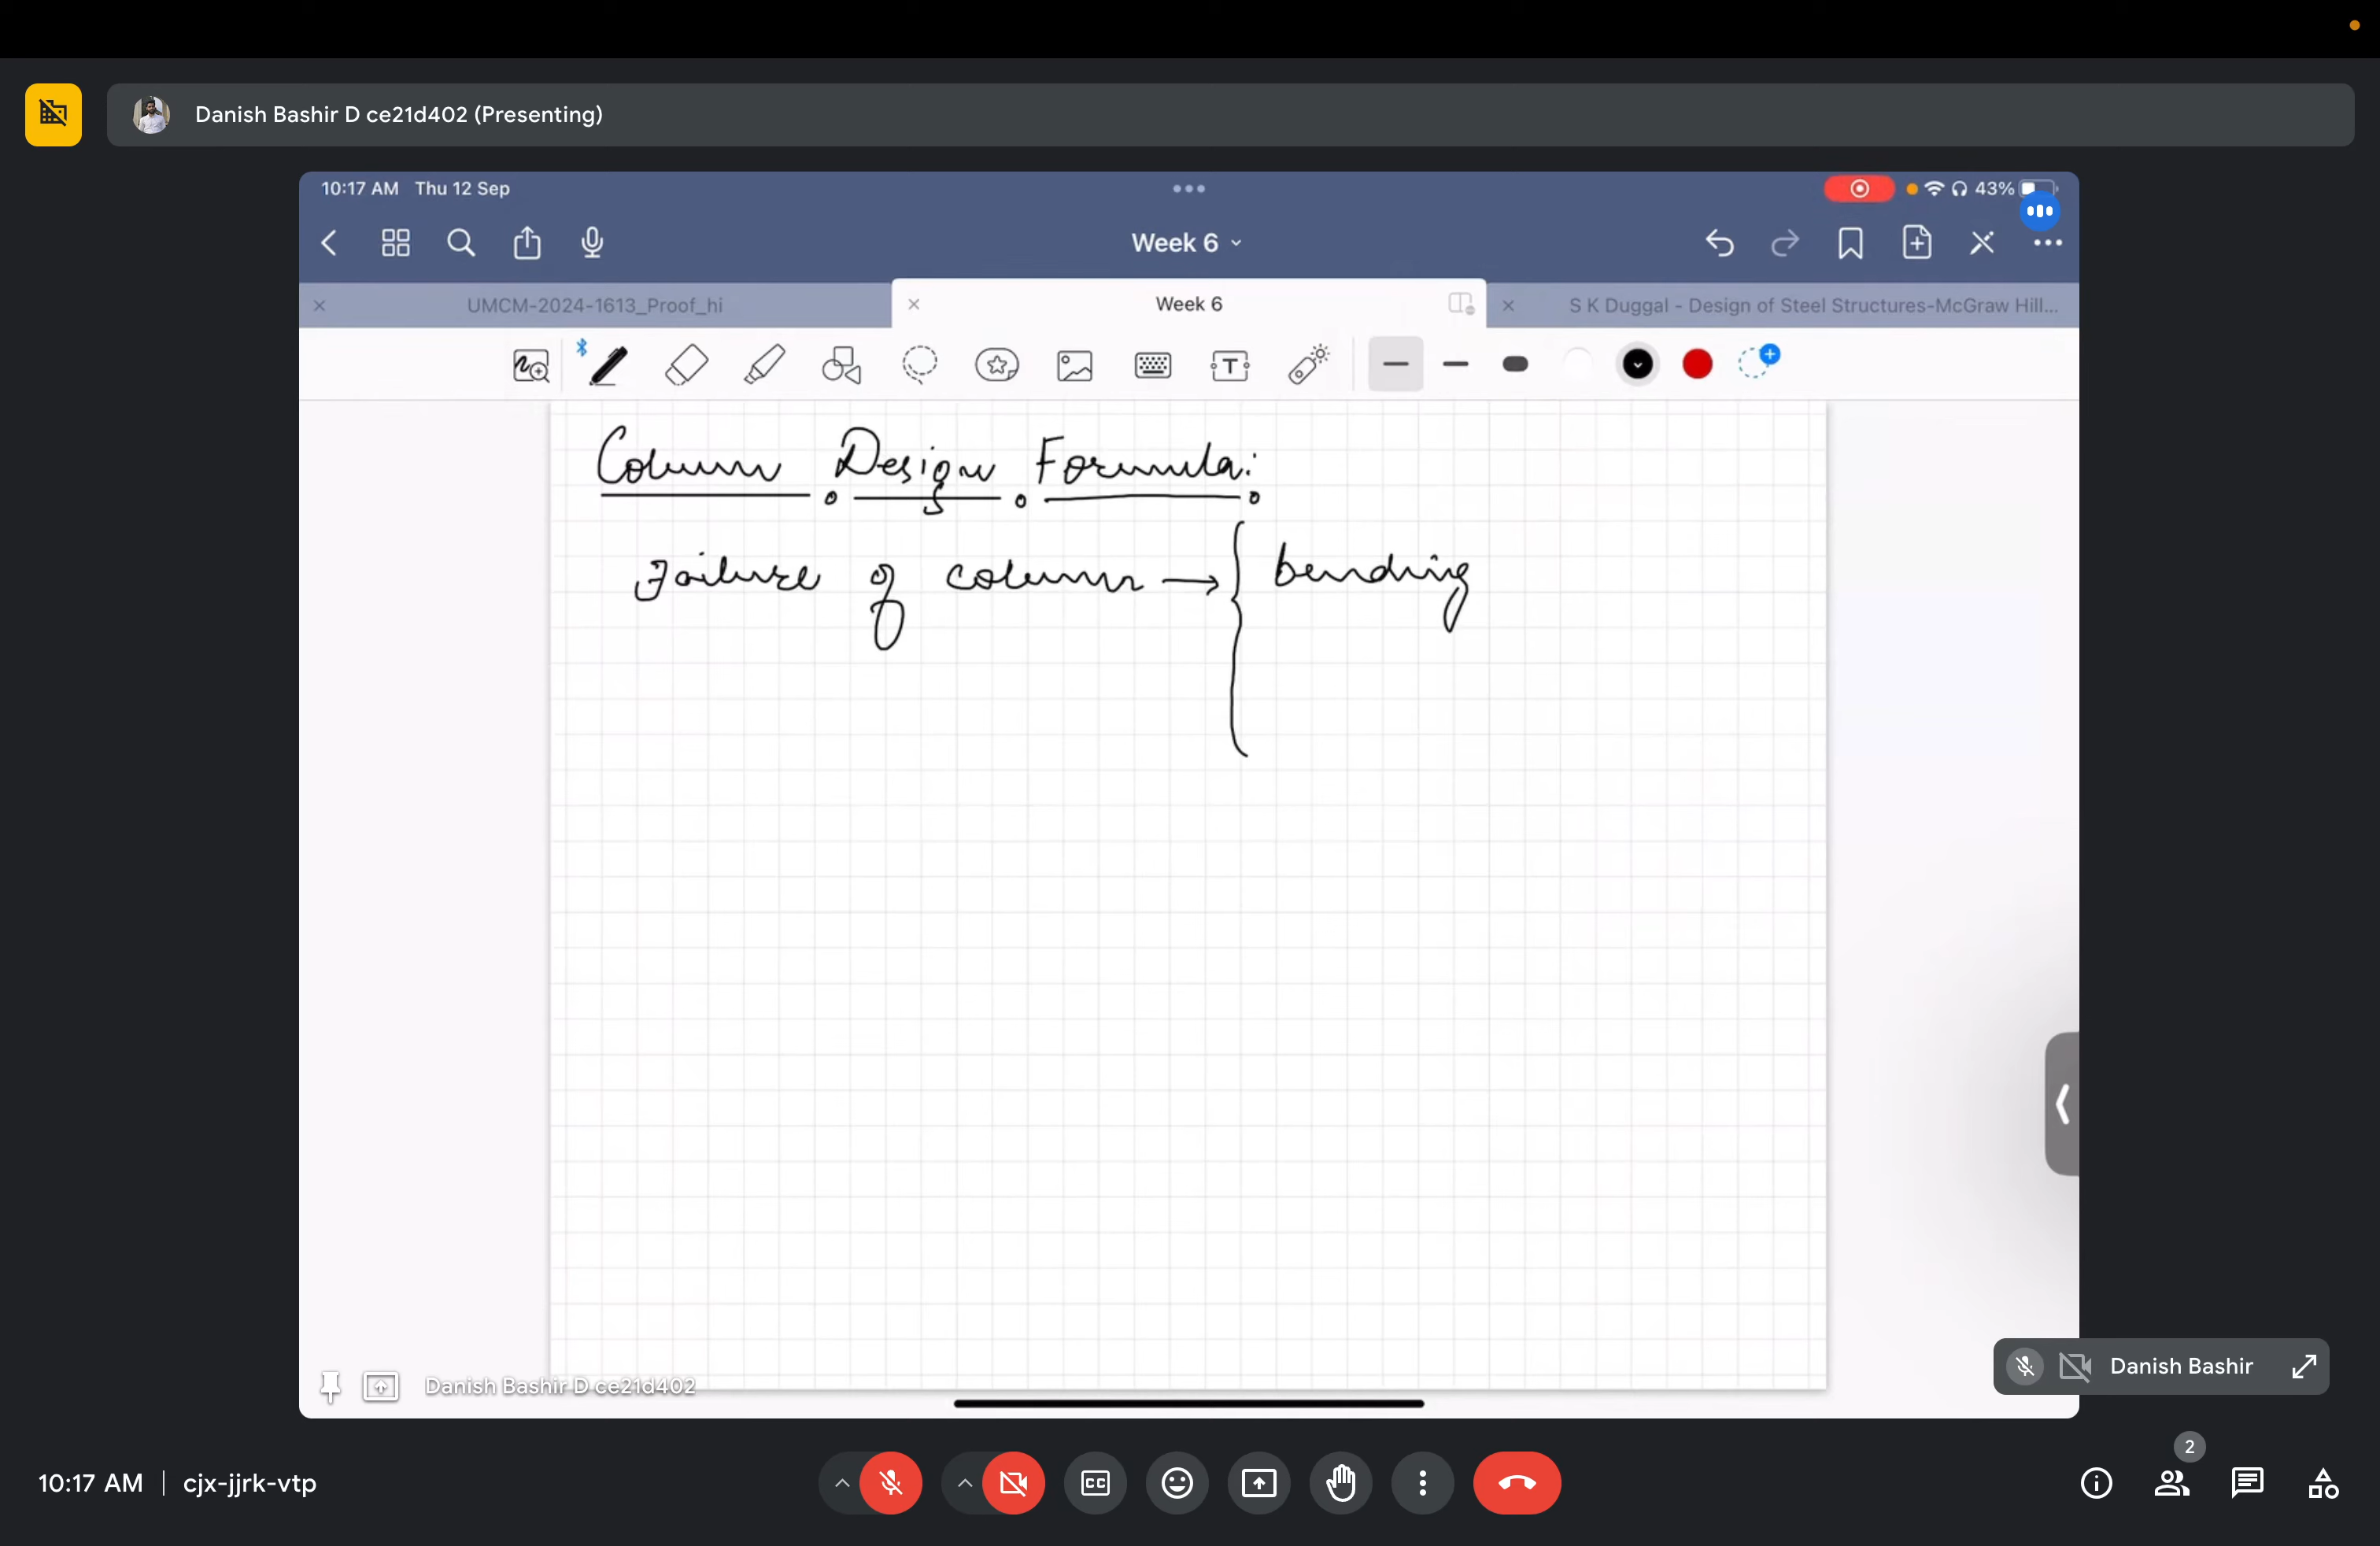 Danish Bashir D ce21d402 (Presenting)
10:17 AM Thu 12 Sep
43%
Week 6
UMCM-2024-1613_Proof_hi
Week 6
S K Duggal - Design of Steel Structures-McGraw Hill...
T
Column Design Formula:
Failure of column → { bending
Danish Bashir D ce21d402
Danish Bashir
10:17 AM | cjx-jjrk-vtp
CC
2